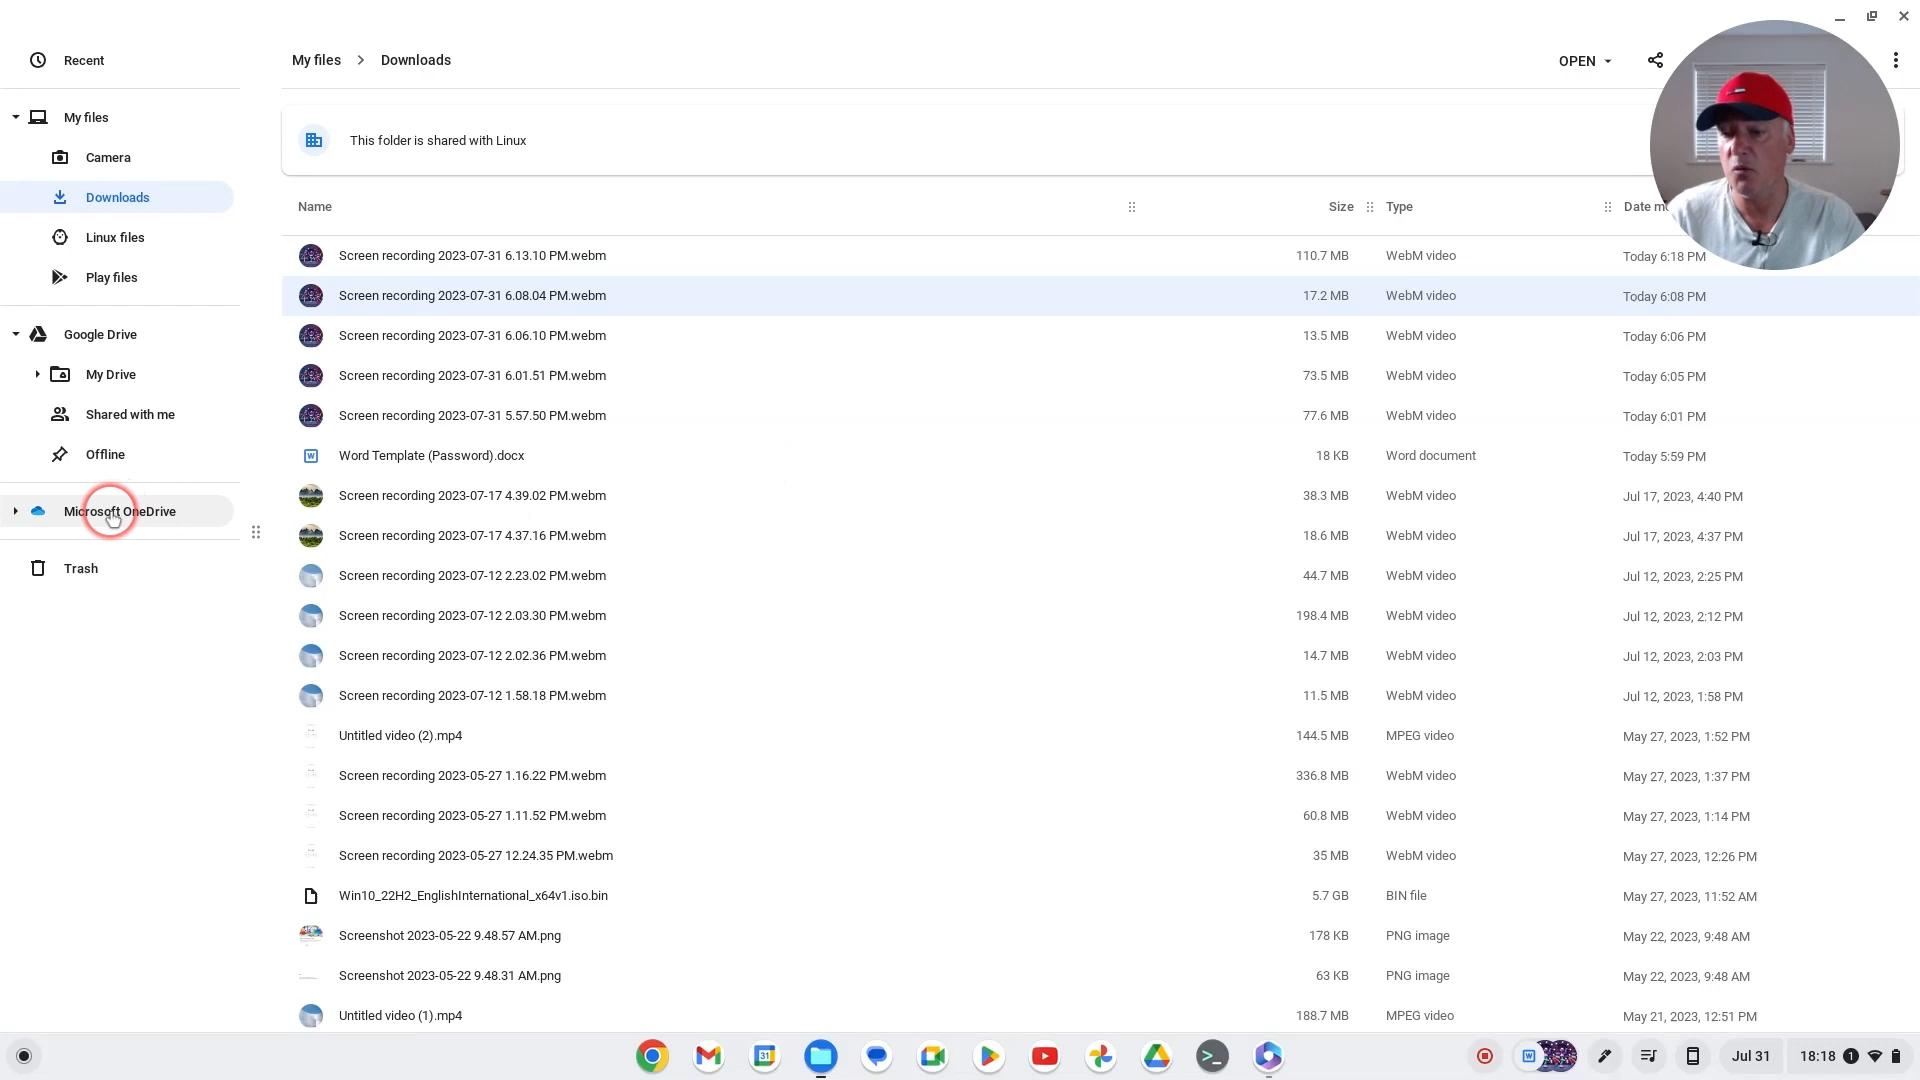 Recent
My files
Camera
Downloads
Linux files
Play files
Google Drive
My Drive
Shared with me
Offline
Microsoft OneDrive
Trash
My files > Downloads
OPEN
This folder is shared with Linux
Name Size Type Date m
Screen recording 2023-07-31 6.13.10 PM.webm 110.7 MB WebM video Today 6:18 PM
Screen recording 2023-07-31 6.08.04 PM.webm 17.2 MB WebM video Today 6:08 PM
Screen recording 2023-07-31 6.06.10 PM.webm 13.5 MB WebM video Today 6:06 PM
Screen recording 2023-07-31 6.01.51 PM.webm 73.5 MB WebM video Today 6:05 PM
Screen recording 2023-07-31 5.57.50 PM.webm 77.6 MB WebM video Today 6:01 PM
Word Template (Password).docx 18 KB Word document Today 5:59 PM
Screen recording 2023-07-17 4.39.02 PM.webm 38.3 MB WebM video Jul 17, 2023, 4:40 PM
Screen recording 2023-07-17 4.37.16 PM.webm 18.6 MB WebM video Jul 17, 2023, 4:37 PM
Screen recording 2023-07-12 2.23.02 PM.webm 44.7 MB WebM video Jul 12, 2023, 2:25 PM
Screen recording 2023-07-12 2.03.30 PM.webm 198.4 MB WebM video Jul 12, 2023, 2:12 PM
Screen recording 2023-07-12 2.02.36 PM.webm 14.7 MB WebM video Jul 12, 2023, 2:03 PM
Screen recording 2023-07-12 1.58.18 PM.webm 11.5 MB WebM video Jul 12, 2023, 1:58 PM
Untitled video (2).mp4 144.5 MB MPEG video May 27, 2023, 1:52 PM
Screen recording 2023-05-27 1.16.22 PM.webm 336.8 MB WebM video May 27, 2023, 1:37 PM
Screen recording 2023-05-27 1.11.52 PM.webm 60.8 MB WebM video May 27, 2023, 1:14 PM
Screen recording 2023-05-27 12.24.35 PM.webm 35 MB WebM video May 27, 2023, 12:26 PM
Win10_22H2_EnglishInternational_x64v1.iso.bin 5.7 GB BIN file May 27, 2023, 11:52 AM
Screenshot 2023-05-22 9.48.57 AM.png 178 KB PNG image May 22, 2023, 9:48 AM
Screenshot 2023-05-22 9.48.31 AM.png 63 KB PNG image May 22, 2023, 9:48 AM
Untitled video (1).mp4 188.7 MB MPEG video May 21, 2023, 12:51 PM
31 W Jul 31 18:18 1